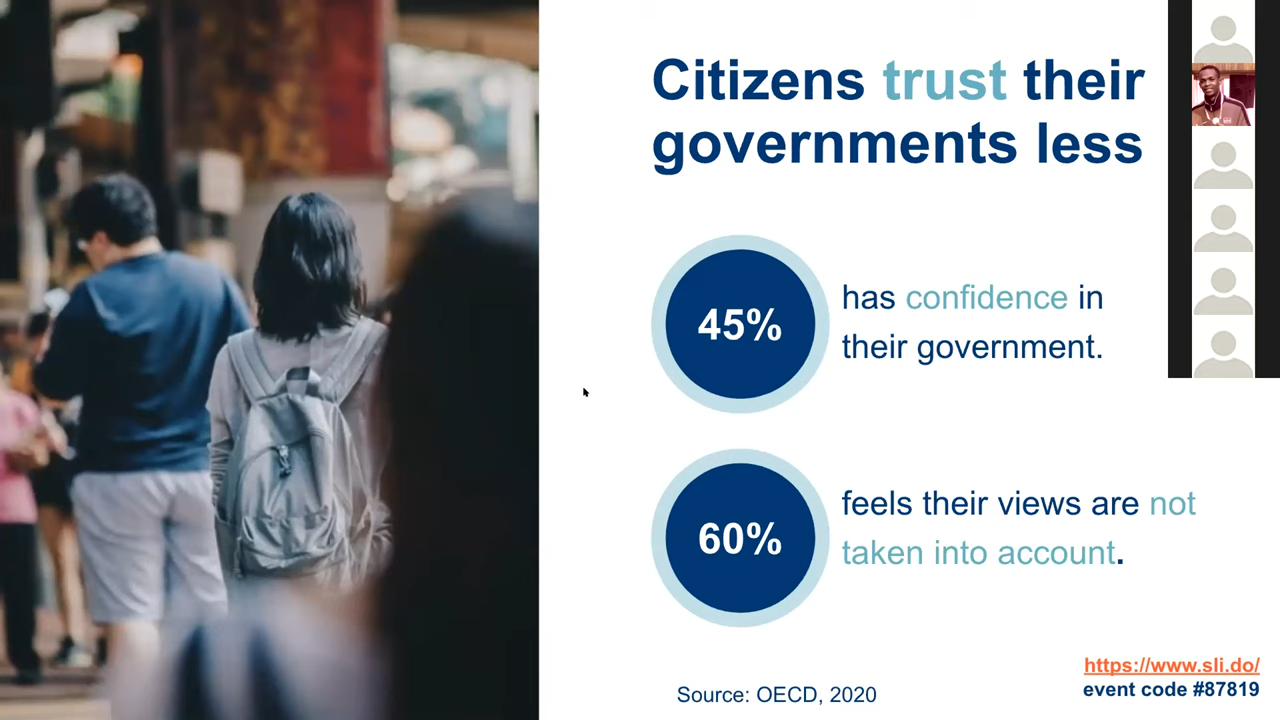 Citizens trust their
governments less
45%
has confidence in
their government.
60%
feels their views are not
taken into account.
https://www.sli.do/
event code #87819
Source: OECD, 2020